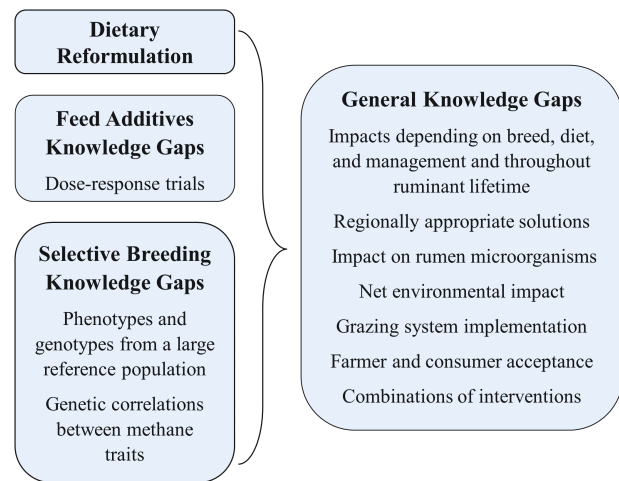 Dietary
Reformulation
Feed Additives
Knowledge Gaps
Dose-response trials
Selective Breeding
Knowledge Gaps
Phenotypes and
genotypes from a large
reference population
Genetic correlations
between methane
traits
General Knowledge Gaps
Impacts depending on breed, diet,
and management and throughout
ruminant lifetime
Regionally appropriate solutions
Impact on rumen microorganisms
Net environmental impact
Grazing system implementation
Farmer and consumer acceptance
Combinations of interventions